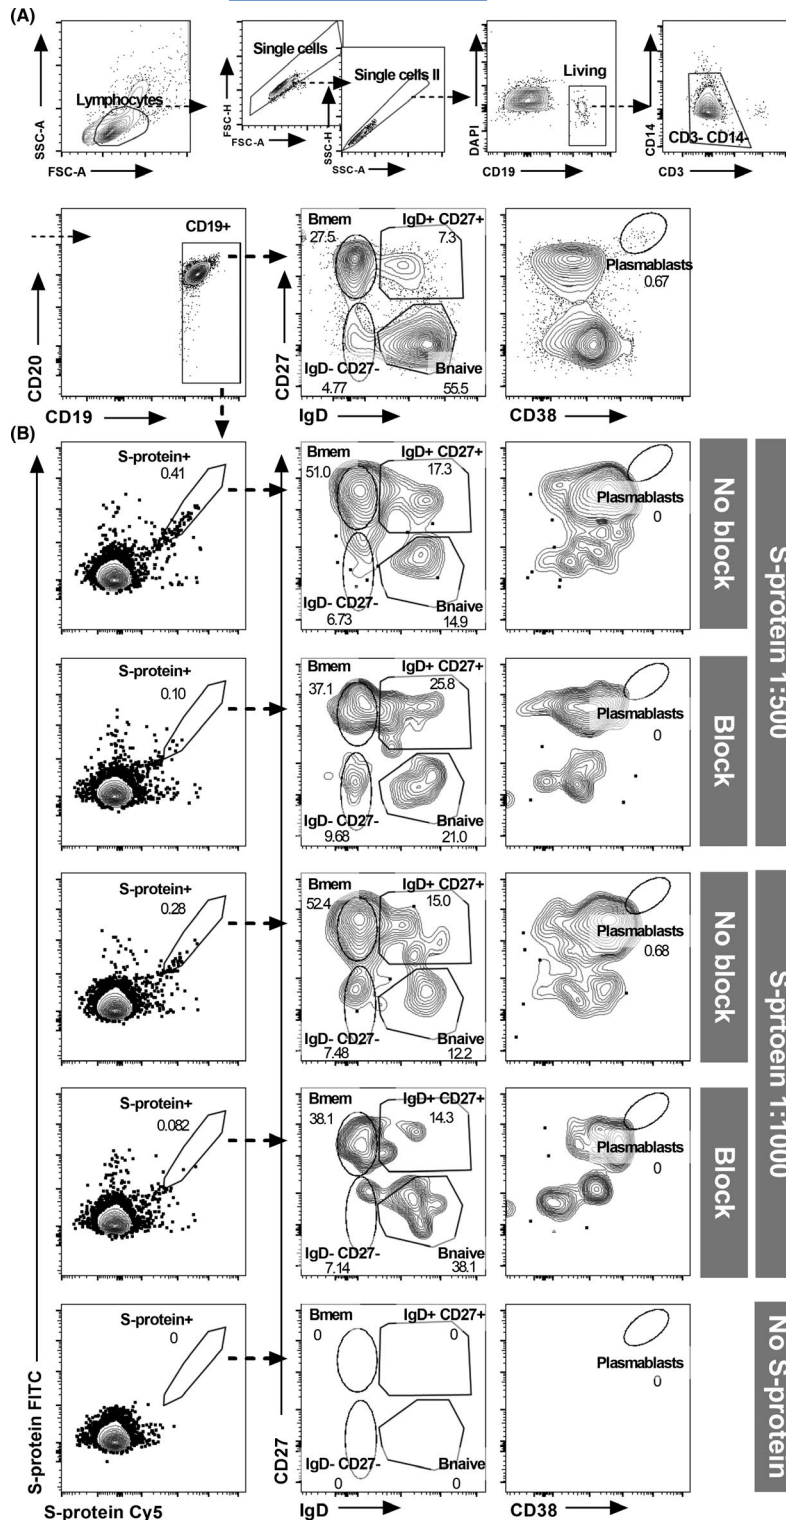 (A)
Lymphocytes
SSC-A
FSC-A
Single cells
FSC-H
FSC-A
Single cells II
SSC-H
SSC-A
Living
DAPI
CD19
CD3- CD14-
CD14
CD3
CD19+
CD20
CD19
Bmem
27.5
IgD+ CD27+
7.3
IgD- CD27-
4.77
Bnaive
55.5
CD27
IgD
Plasmablasts
0.67
CD38
(B)
S-protein+
0.41
Bmem
51.0
IgD+ CD27+
17.3
IgD- CD27-
6.73
Bnaive
14.9
Plasmablasts
0
No block
S-protein 1:500
S-protein+
0.10
Bmem
37.1
IgD+ CD27+
25.8
IgD- CD27-
9.68
Bnaive
21.0
Plasmablasts
0
Block
S-protein+
0.28
Bmem
52.4
IgD+ CD27+
15.0
IgD- CD27-
7.48
Bnaive
12.2
Plasmablasts
0.68
No block
S-prtoein 1:1000
S-protein+
0.082
Bmem
38.1
IgD+ CD27+
14.3
IgD- CD27-
7.14
Bnaive
38.1
Plasmablasts
0
Block
S-protein+
0
Bmem
0
IgD+ CD27+
0
IgD- CD27-
0
Bnaive
0
Plasmablasts
0
No S-protein
S-protein FITC
S-protein Cy5
CD27
IgD
CD38